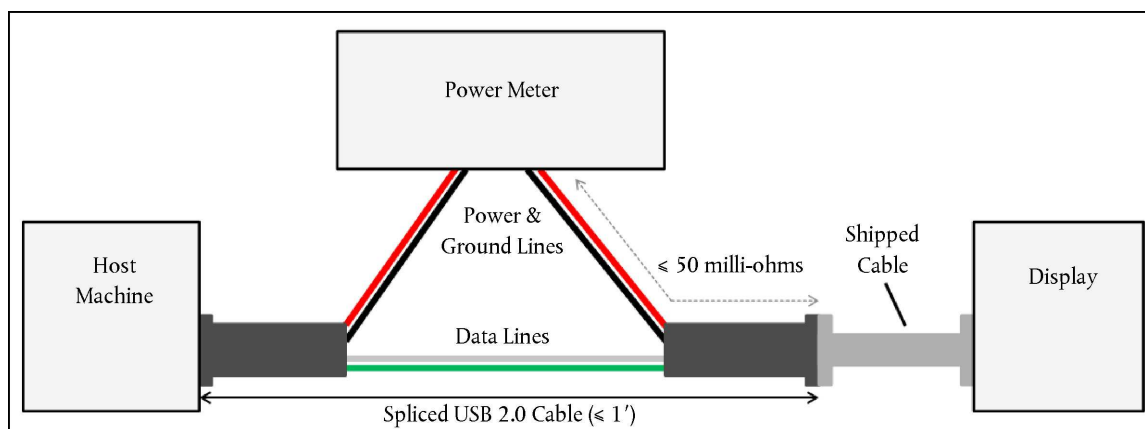 Power Meter
Power &
Ground Lines
Shipped
Cable
Host
Machine
⩽ 50 milli-ohms
Display
Data Lines
Spliced USB 2.0 Cable (⩽ 1′)